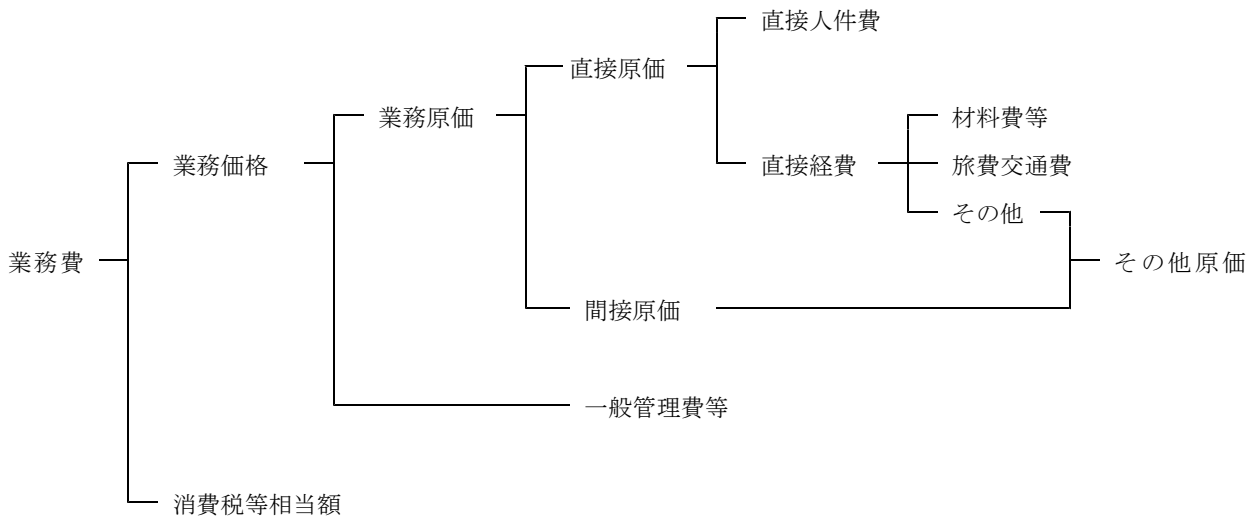 直接人件費
直接原価
業務原価
材料費等
業務価格
直接経費
旅費交通費
その他
業務費
その他原価
間接原価
一般管理費等
消費税等相当額